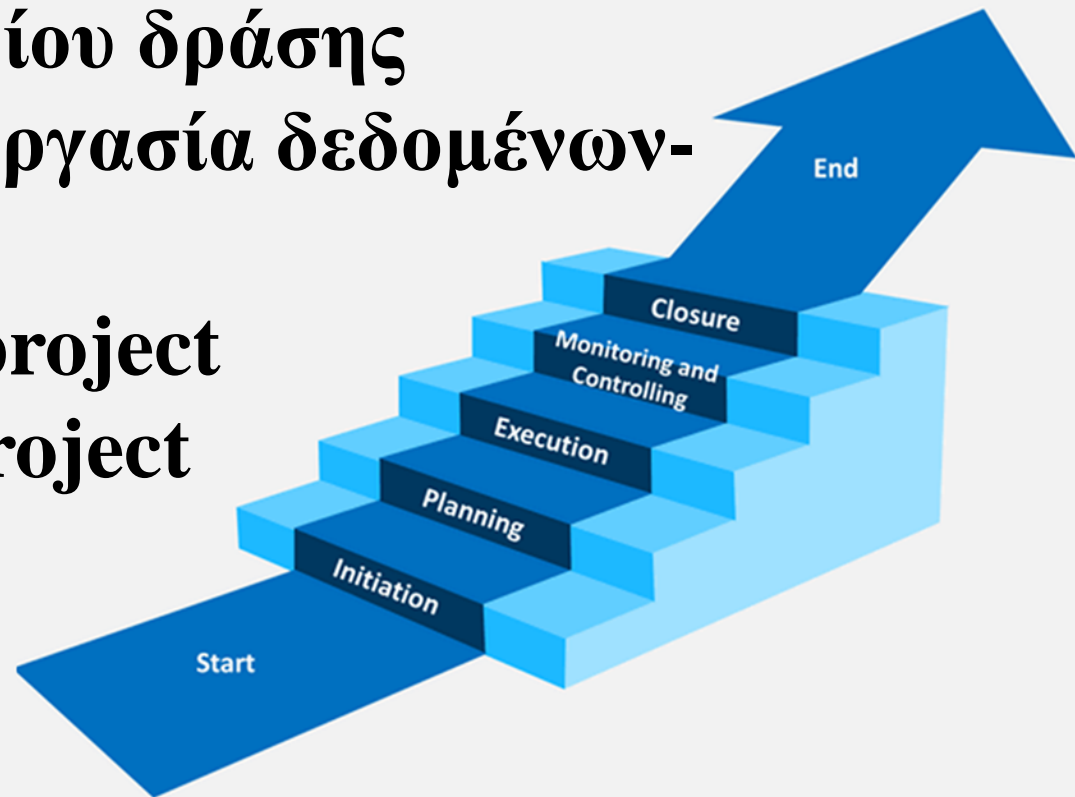 ίου δράσης
ργασία δεδομένων-
project
roject
End
Closure
Monitoring and
Controlling
Execution
Planning
Initiation
Start